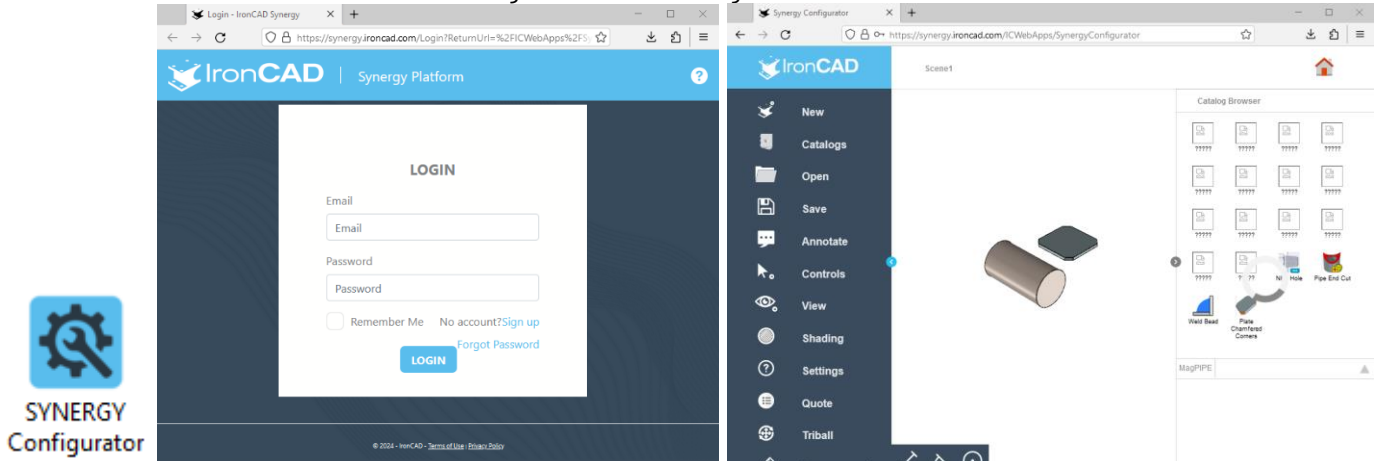 SYNERGY
Configurator
Login - IronCAD Synergy
https://synergy.ironcad.com/Login?ReturnUrl=%2FICWebApps%2FSy
IronCAD | Synergy Platform
LOGIN
Email
Email
Password
Password
Remember Me No account?Sign up
Forgot Password
LOGIN
© 2024 - IronCAD - Terms of Use | Privacy Policy
Synergy Configurator
https://synergy.ironcad.com/ICWebApps/SynergyConfigurator
IronCAD
Scene1
New
Catalogs
Open
Save
Annotate
Controls
View
Shading
Settings
Quote
Triball
Catalog Browser
????? ????? ????? ?????
????? ????? ????? ?????
????? ????? ????? ?????
????? Hole Pipe End Cut
Weld Bead
Plate
Chamfered
Corners
MagPIPE